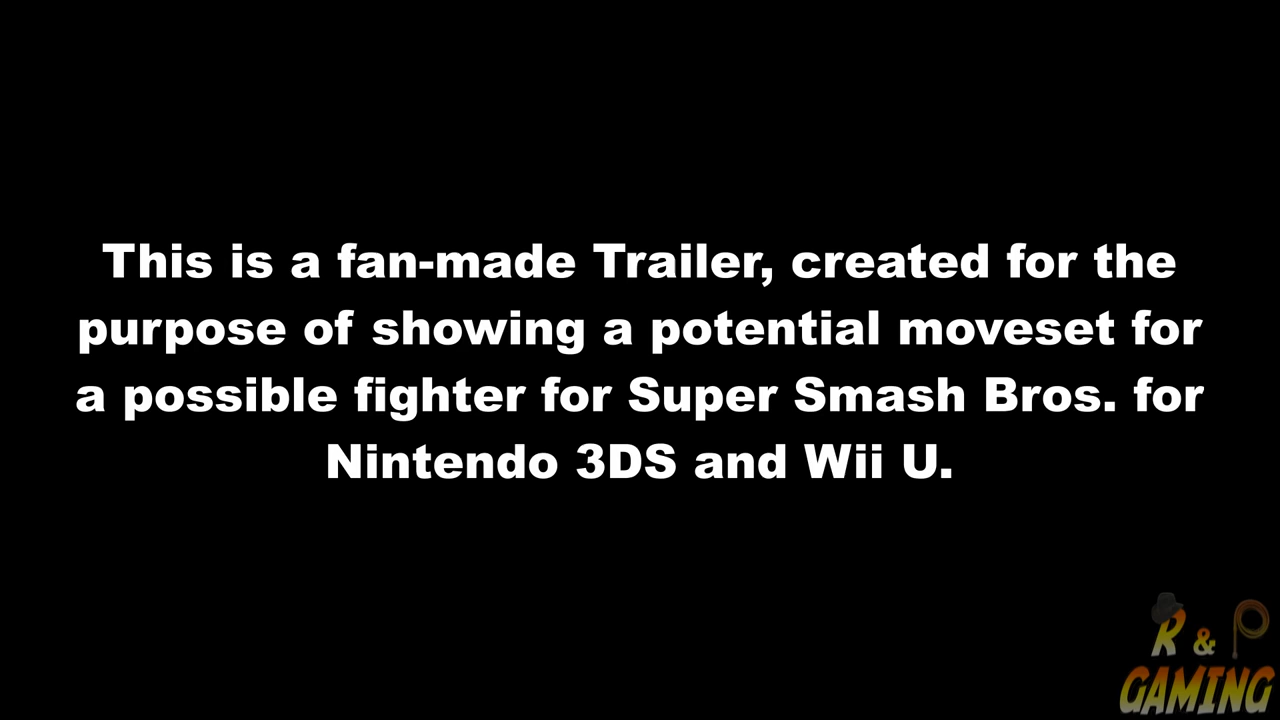 This is a fan-made Trailer, created for the
purpose of showing a potential moveset for
a possible fighter for Super Smash Bros. for
Nintendo 3DS and Wii U.
R & P
GAMING